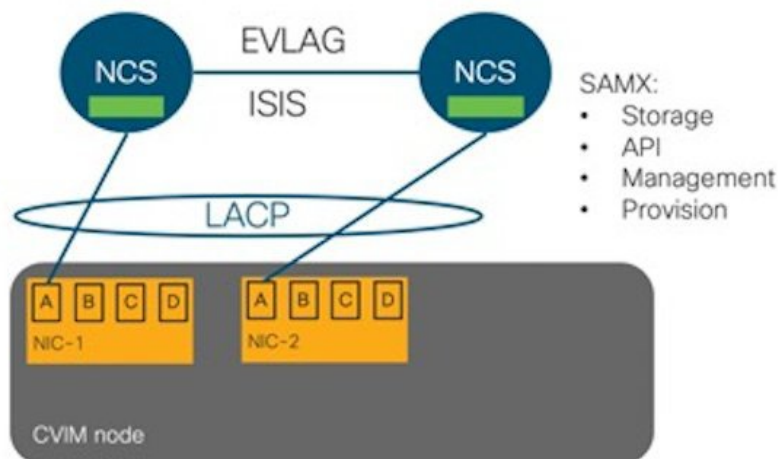 EVLAG
NCS
NCS
ISIS
SAMX:
• Storage
• API
• Management
• Provision
LACP
A B C D
NIC-1
A B C D
NIC-2
CVIM node